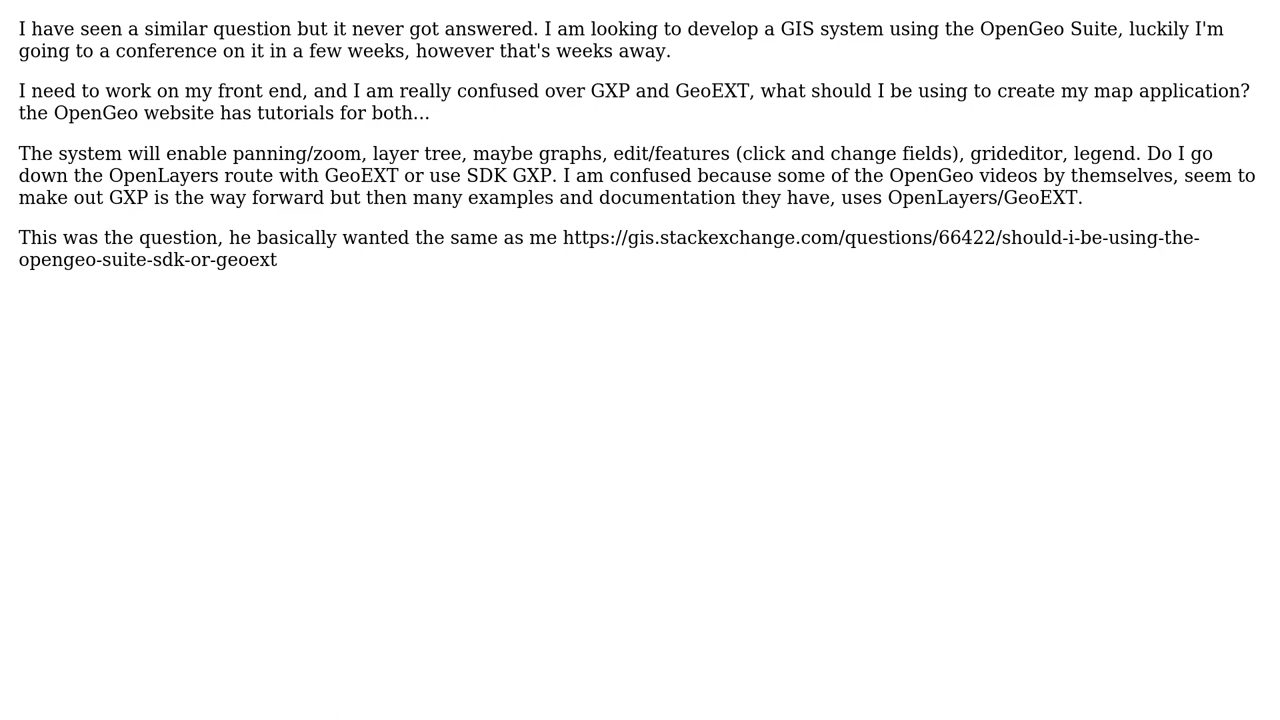 I have seen a similar question but it never got answered. I am looking to develop a GIS system using the OpenGeo Suite, luckily I'm
going to a conference on it in a few weeks, however that's weeks away.
I need to work on my front end, and I am really confused over GXP and GeoEXT, what should I be using to create my map application?
the OpenGeo website has tutorials for both...
The system will enable panning/zoom, layer tree, maybe graphs, edit/features (click and change fields), grideditor, legend. Do I go
down the OpenLayers route with GeoEXT or use SDK GXP. I am confused because some of the OpenGeo videos by themselves, seem to
make out GXP is the way forward but then many examples and documentation they have, uses OpenLayers/GeoEXT.
This was the question, he basically wanted the same as me https://gis.stackexchange.com/questions/66422/should-i-be-using-the-
opengeo-suite-sdk-or-geoext